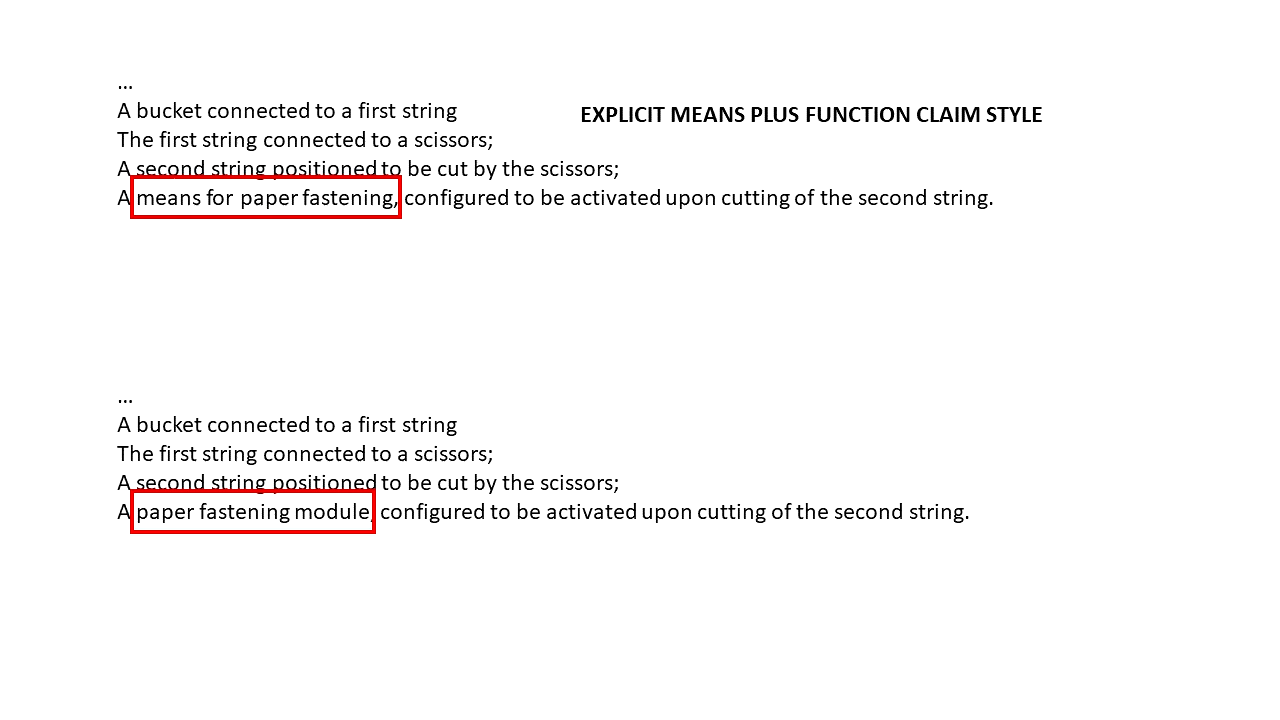 …
A bucket connected to a first string
EXPLICIT MEANS PLUS FUNCTION CLAIM STYLE
The first string connected to a scissors;
A second string positioned to be cut by the scissors;
A means for paper fastening, configured to be activated upon cutting of the second string.
…
A bucket connected to a first string
The first string connected to a scissors;
A second string positioned to be cut by the scissors;
A paper fastening module, configured to be activated upon cutting of the second string.